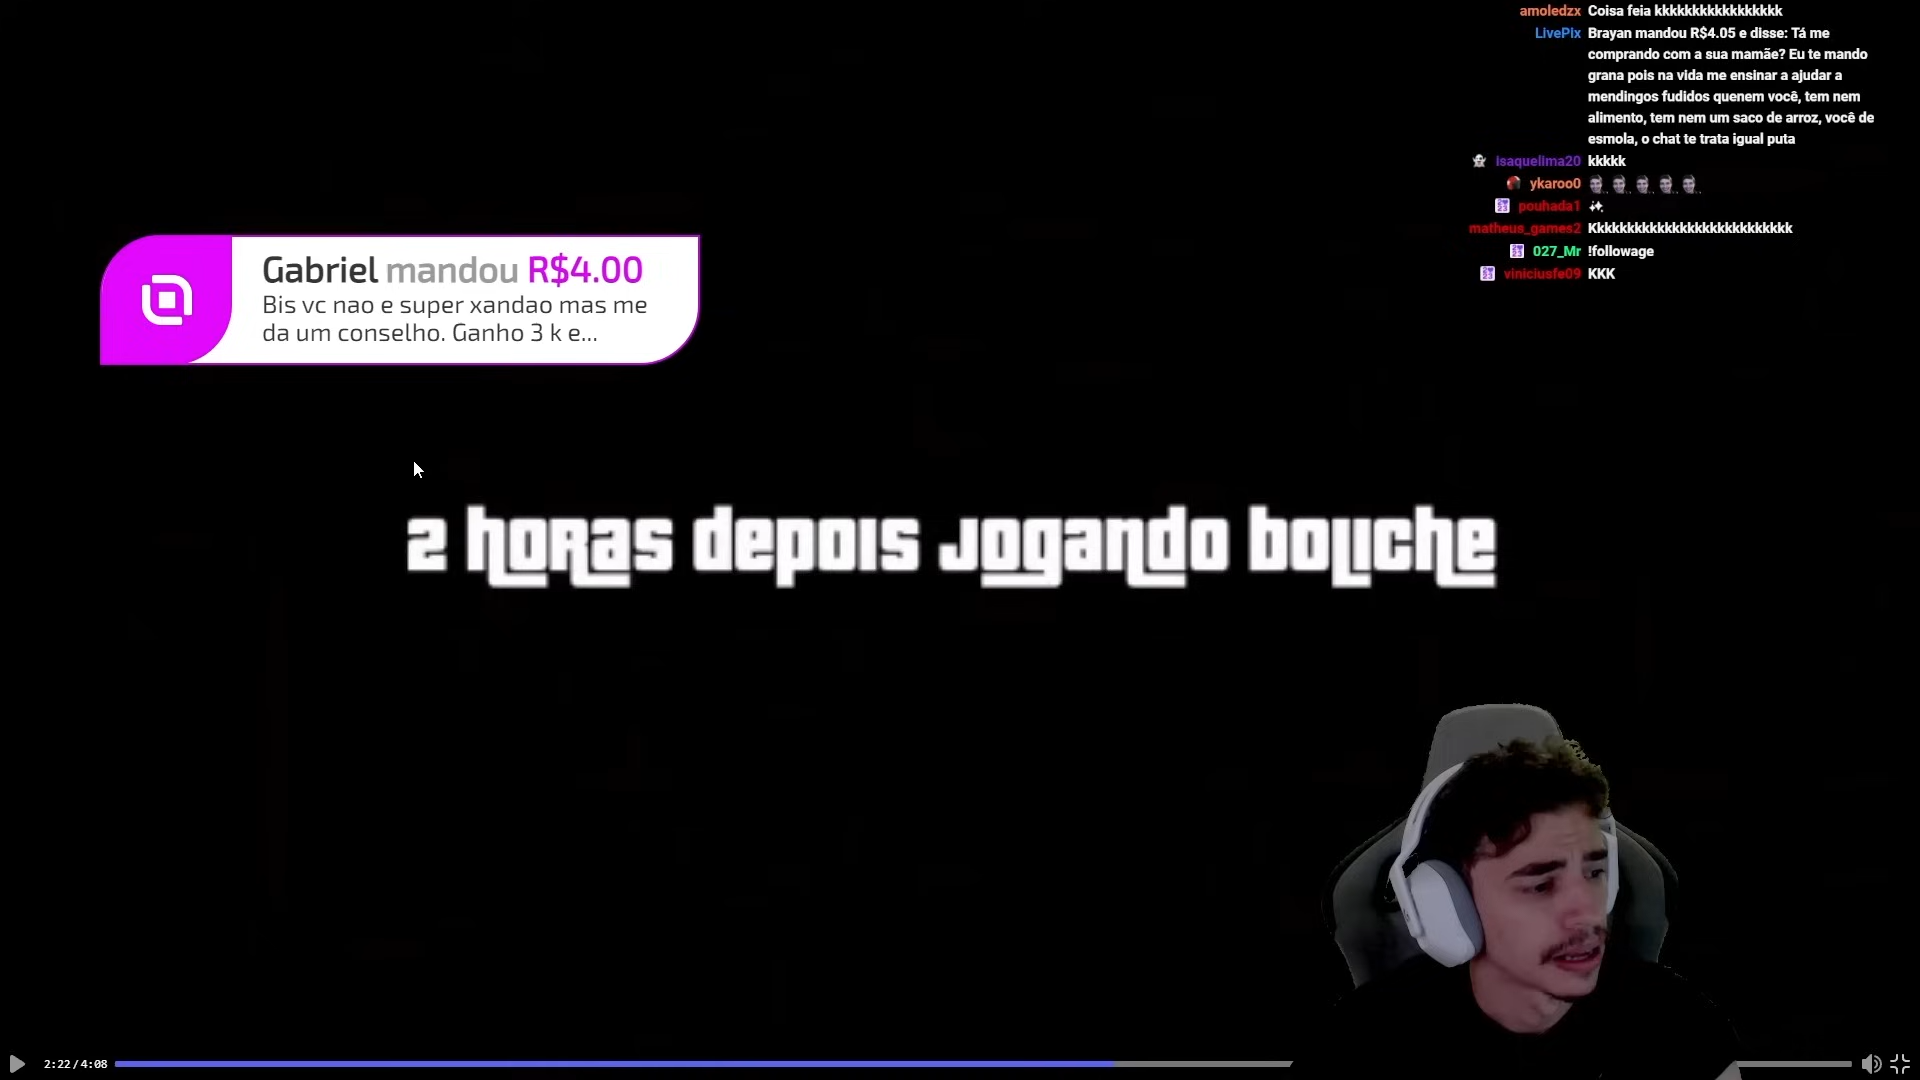 amoledzx Coisa feia kkkkkkkkkkkkkkkkk
LivePix Brayan mandou R$4.05 e disse: Tá me
comprando com a sua mamãe? Eu te mando
grana pois na vida me ensinar a ajudar a
mendingos fudidos quenem você, tem nem
alimento, tem nem um saco de arroz, você de
esmola, o chat te trata igual puta
isaquelima20 kkkkk
ykaroo0
pouhada1
matheus_games2 Kkkkkkkkkkkkkkkkkkkkkkkkkkk
027_Mr !followage
viniciusfe09 KKK
Gabriel mandou R$4.00
Bis vc nao e super xandao mas me
da um conselho. Ganho 3 k e...
2 horas depois jogando boliche
2:22/4:08